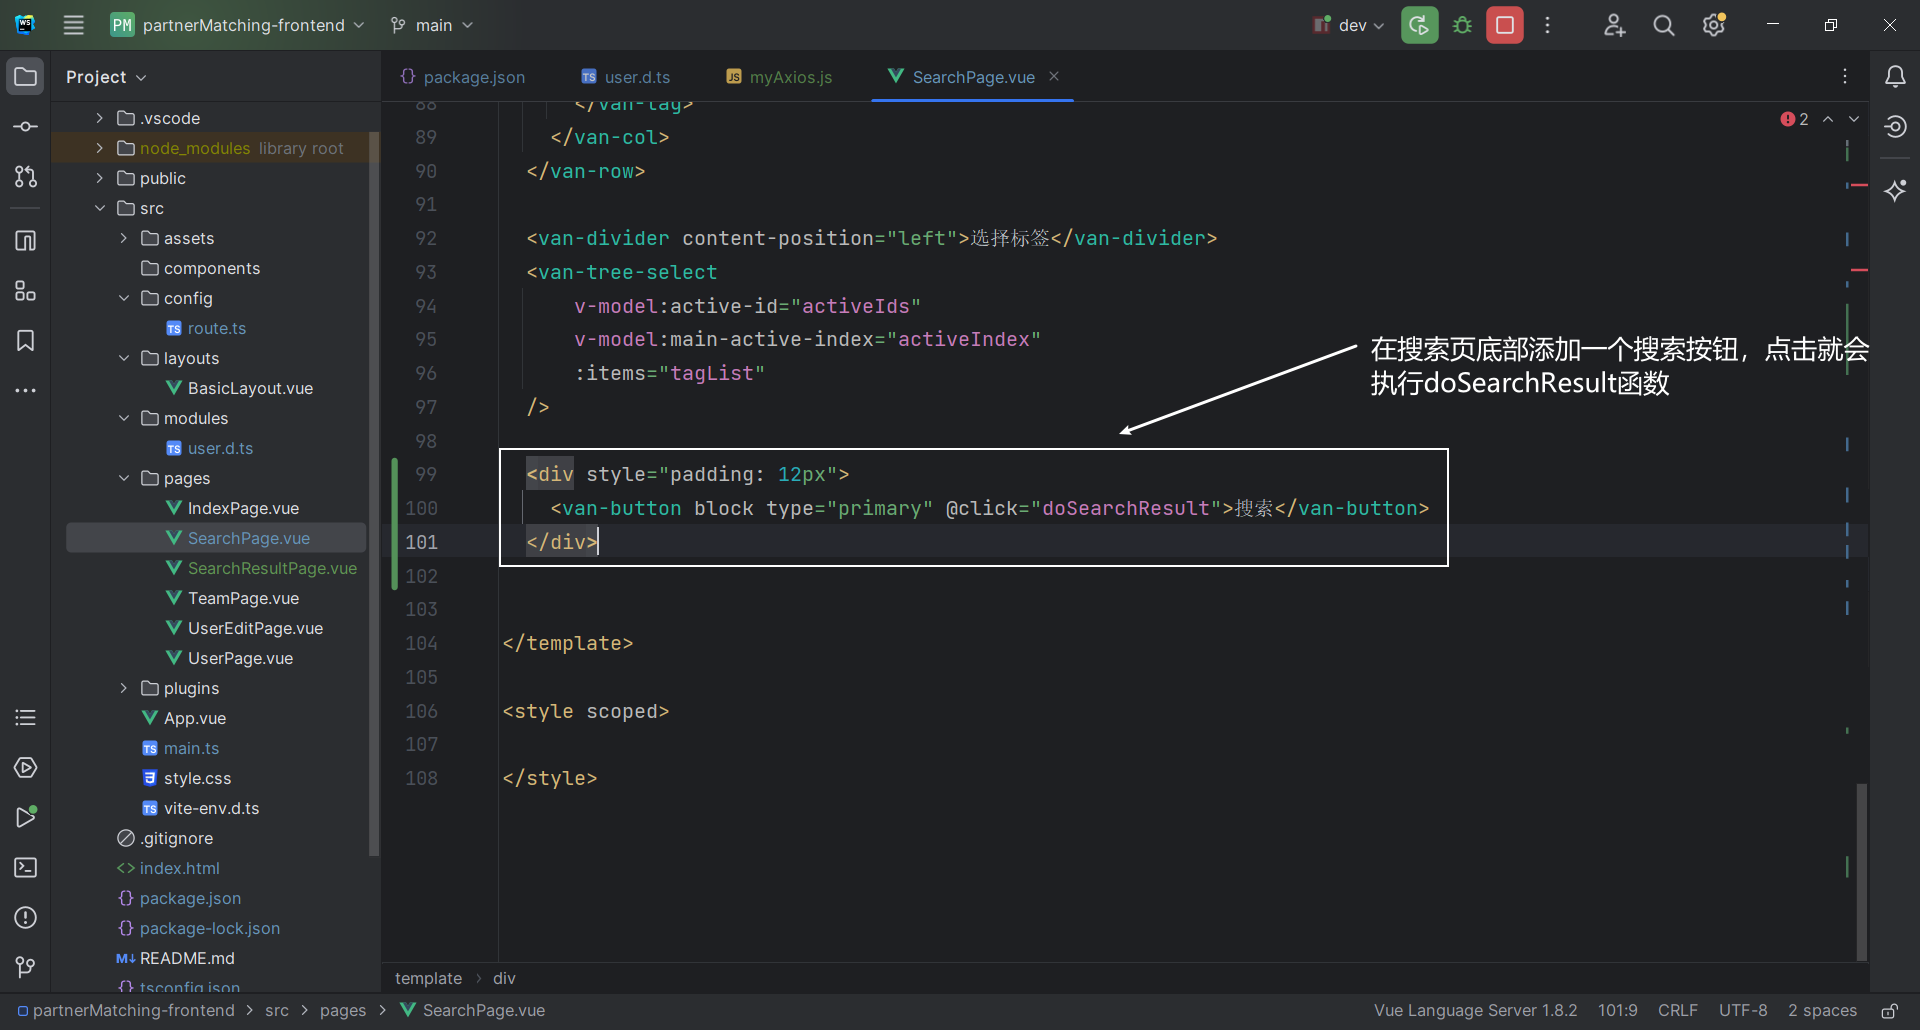 PM partnerMatching-frontend main dev
Project
package.json user.d.ts myAxios.js SearchPage.vue
.vscode
node_modules library root
public
src
assets
components
config
route.ts
layouts
BasicLayout.vue
modules
user.d.ts
pages
IndexPage.vue
SearchPage.vue
SearchResultPage.vue
TeamPage.vue
UserEditPage.vue
UserPage.vue
plugins
App.vue
main.ts
style.css
vite-env.d.ts
.gitignore
index.html
package.json
package-lock.json
README.md
tsconfig.json
2
88 </van-tag>
89 </van-col>
90 </van-row>
91
92 <van-divider content-position="left">选择标签</van-divider>
93 <van-tree-select
94 v-model:active-id="activeIds"
95 v-model:main-active-index="activeIndex"
96 :items="tagList"
97 />
98
99 <div style="padding: 12px">
100 <van-button block type="primary" @click="doSearchResult">搜索</van-button>
101 </div>
102
103
104 </template>
105
106 <style scoped>
107
108 </style>
在搜索页底部添加一个搜索按钮，点击就会
执行doSearchResult函数
template > div
partnerMatching-frontend > src > pages > SearchPage.vue
Vue Language Server 1.8.2 101:9 CRLF UTF-8 2 spaces